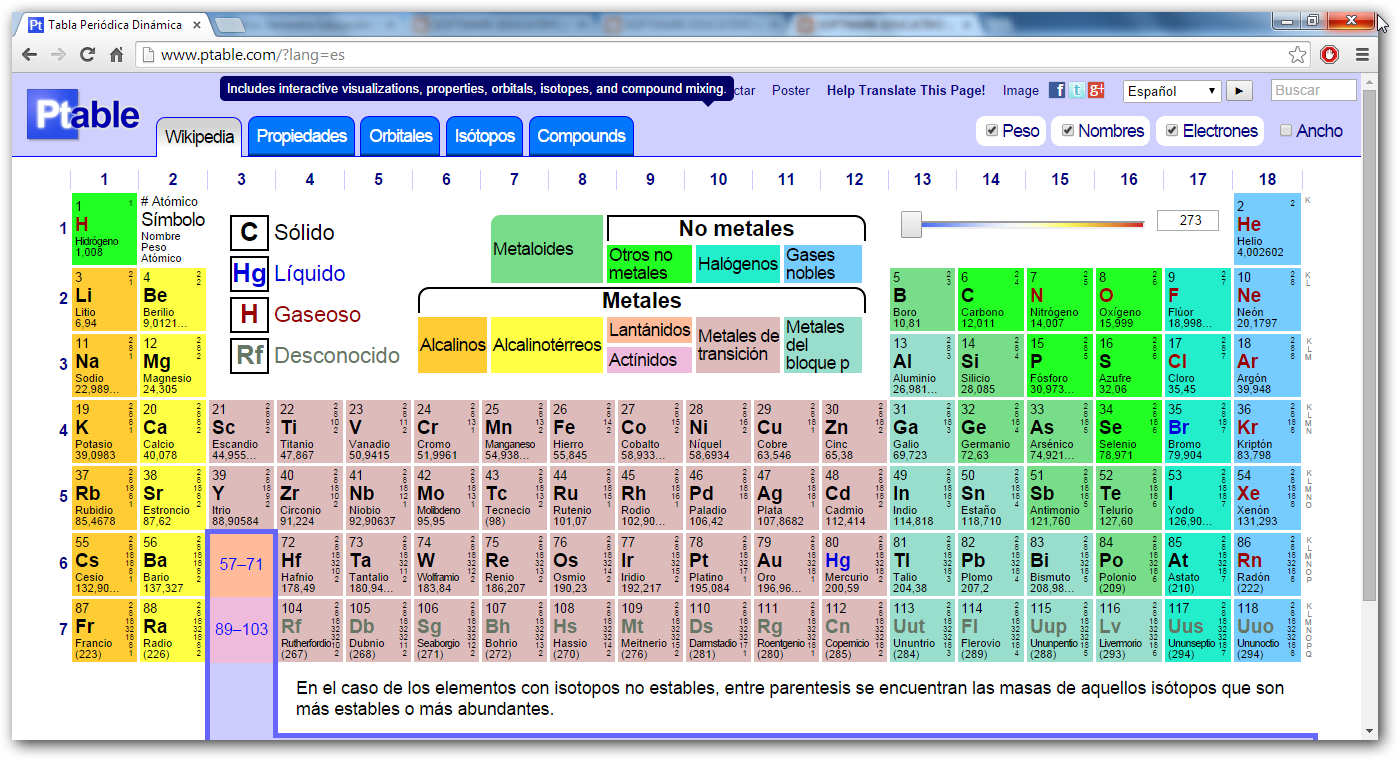 Tabla Periódica Dinámica
www.ptable.com/?lang=es
Includes interactive visualizations, properties, orbitals, isotopes, and compound mixing.
Ptable
Poster Help Translate This Page! Image Español Buscar
Wikipedia Propiedades Orbitales Isótopos Compounds
Peso Nombres Electrones Ancho
1 2 3 4 5 6 7 8 9 10 11 12 13 14 15 16 17 18
1
1
H
Hidrógeno
1,008
# Atómico
Símbolo
Nombre
Peso
Atómico
C Sólido
Hg Líquido
H Gaseoso
Rf Desconocido
Metaloides
No metales
Otros no metales
Halógenos
Gases nobles
Metales
Alcalinos
Alcalinotérreos
Lantánidos
Actínidos
Metales de transición
Metales del bloque p
273
2
He
Helio
4,002602
K
2
3 4 5 6 7 8 9 10
Li Be B C N O F Ne
Litio Berilio Boro Carbono Nitrógeno Oxígeno Flúor Neón
6,94 9,0121... 10,81 12,011 14,007 15,999 18,998... 20,1797
K L
3
11 12 13 14 15 16 17 18
Na Mg Al Si P S Cl Ar
Sodio Magnesio Aluminio Silicio Fósforo Azufre Cloro Argón
22,989... 24,305 26,981... 28,085 30,973... 32,06 35,45 39,948
K L M
4
19 20 21 22 23 24 25 26 27 28 29 30 31 32 33 34 35 36
K Ca Sc Ti V Cr Mn Fe Co Ni Cu Zn Ga Ge As Se Br Kr
Potasio Calcio Escandio Titanio Vanadio Cromo Manganeso Hierro Cobalto Níquel Cobre Cinc Galio Germanio Arsénico Selenio Bromo Kriptón
39,0983 40,078 44,955... 47,867 50,9415 51,9961 54,938... 55,845 58,933... 58,6934 63,546 65,38 69,723 72,63 74,921... 78,971 79,904 83,798
K L M N
5
37 38 39 40 41 42 43 44 45 46 47 48 49 50 51 52 53 54
Rb Sr Y Zr Nb Mo Tc Ru Rh Pd Ag Cd In Sn Sb Te I Xe
Rubidio Estroncio Itrio Circonio Niobio Molibdeno Tecnecio Rutenio Rodio Paladio Plata Cadmio Indio Estaño Antimonio Telurio Yodo Xenón
85,4678 87,62 88,90584 91,224 92,90637 95,95 (98) 101,07 102,90... 106,42 107,8682 112,414 114,818 118,710 121,760 127,60 126,90... 131,293
K L M N O
6
55 56 57–71 72 73 74 75 76 77 78 79 80 81 82 83 84 85 86
Cs Ba Hf Ta W Re Os Ir Pt Au Hg Tl Pb Bi Po At Rn
Cesio Bario Hafnio Tantalio Wolframio Renio Osmio Iridio Platino Oro Mercurio Talio Plomo Bismuto Polonio Astato Radón
132,90... 137,327 178,49 180,94... 183,84 186,207 190,23 192,217 195,084 196,96... 200,59 204,38 207,2 208,98... (209) (210) (222)
K L M N O P
7
87 88 89–103 104 105 106 107 108 109 110 111 112 113 114 115 116 117 118
Fr Ra Rf Db Sg Bh Hs Mt Ds Rg Cn Uut Fl Uup Lv Uus Uuo
Francio Radio Rutherfordio Dubnio Seaborgio Bohrio Hassio Meitnerio Darmstadio Roentgenio Copernicio Ununtrio Flerovio Ununpentio Livermorio Ununseptio Ununoctio
(223) (226) (267) (268) (271) (272) (270) (276) (281) (280) (285) (284) (289) (288) (293) (294) (294)
K L M N O P Q
En el caso de los elementos con isotopos no estables, entre parentesis se encuentran las masas de aquellos isótopos que son
más estables o más abundantes.